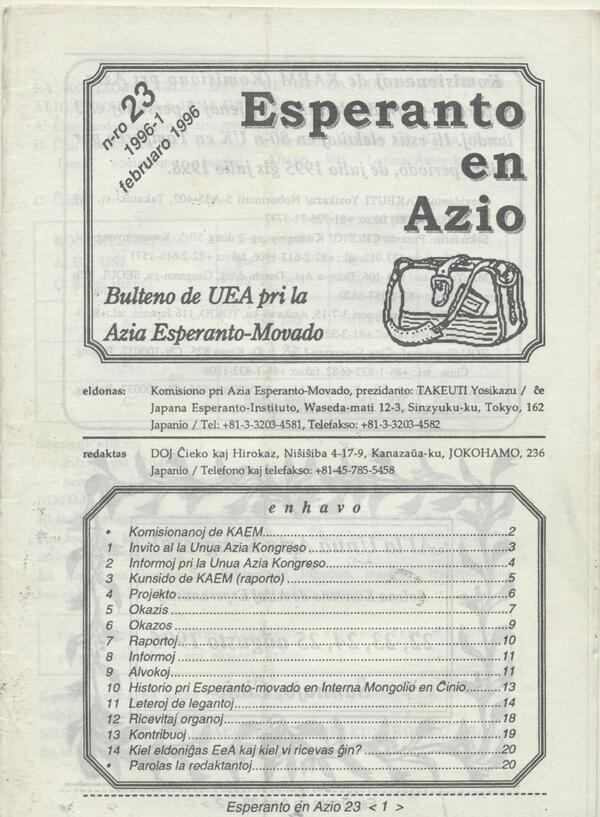 n-ro 23
1996-1
februaro 1996
Esperanto
en
Azio
Bulteno de UEA pri la
Azia Esperanto-Movado
eldonas: Komisiono pri Azia Esperanto-Movado, prezidanto: TAKEUTI Yosikazu / ĉe
Japana Esperanto-Instituto, Waseda-mati 12-3, Sinzyuku-ku, Tokyo, 162
Japanio / Tel: +81-3-3203-4581, Telefakso: +81-3-3203-4582
redaktas DOJ Ĉieko kaj Hirokaz, Niŝiŝiba 4-17-9, Kanazaŭa-ku, JOKOHAMO, 236
Japanio / Telefono kaj telefakso: +81-45-785-5458
enhavo
• Komisionanoj de KAEM 2
1 Invito al la Unua Azia Kongreso 3
2 Informoj pri la Unua Azia Kongreso 4
3 Kunsido de KAEM (raporto) 5
4 Projekto 6
5 Okazis 7
6 Okazos 9
7 Raportoj 10
8 Informoj 11
9 Alvokoj 11
10 Historio pri Esperanto-movado en Interna Mongolio en Ĉinio 13
11 Leteroj de legantoj 14
12 Ricevitaj organoj 18
13 Kontribuoj 19
14 Kiel eldoniĝas EeA kaj kiel vi ricevas ĝin? 20
• Parolas la redaktantoj 20
Esperanto en Azio 23 < 1 >